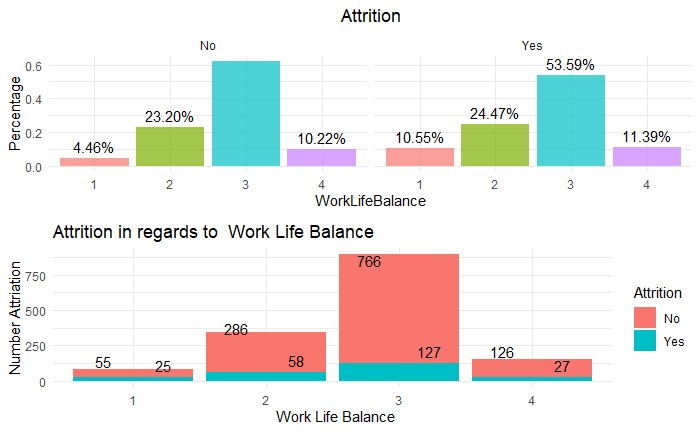 Attrition
No Yes
Percentage
0.6
0.4
0.2
0.0
4.46% 23.20% 10.22%
10.55% 24.47% 53.59% 11.39%
1 2 3 4 1 2 3 4
WorkLifeBalance
Attrition in regards to  Work Life Balance
Number Attriation
750
500
250
0
55 25 286 58 766 127 126 27
1 2 3 4
Work Life Balance
Attrition
No
Yes